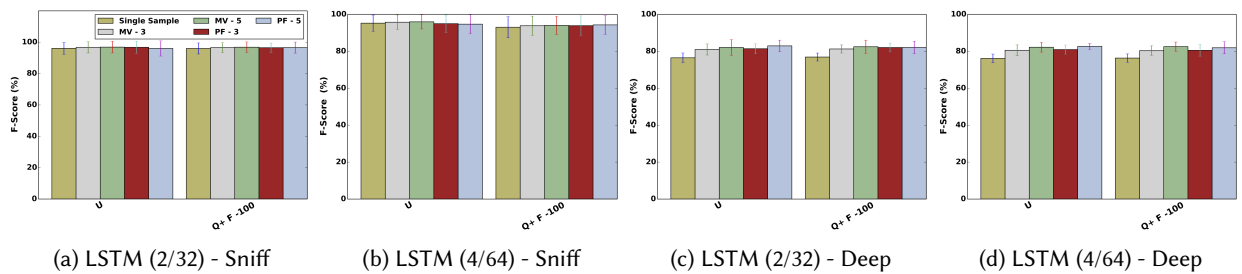 Single Sample
MV - 3
MV - 5
PF - 3
PF - 5
F-Score (%)
100
80
60
40
20
0
U
Q+ F -100
(a) LSTM (2/32) - Sniff
F-Score (%)
100
80
60
40
20
0
U
Q+ F -100
(b) LSTM (4/64) - Sniff
F-Score (%)
100
80
60
40
20
0
U
Q+ F -100
(c) LSTM (2/32) - Deep
F-Score (%)
100
80
60
40
20
0
U
Q+ F -100
(d) LSTM (4/64) - Deep